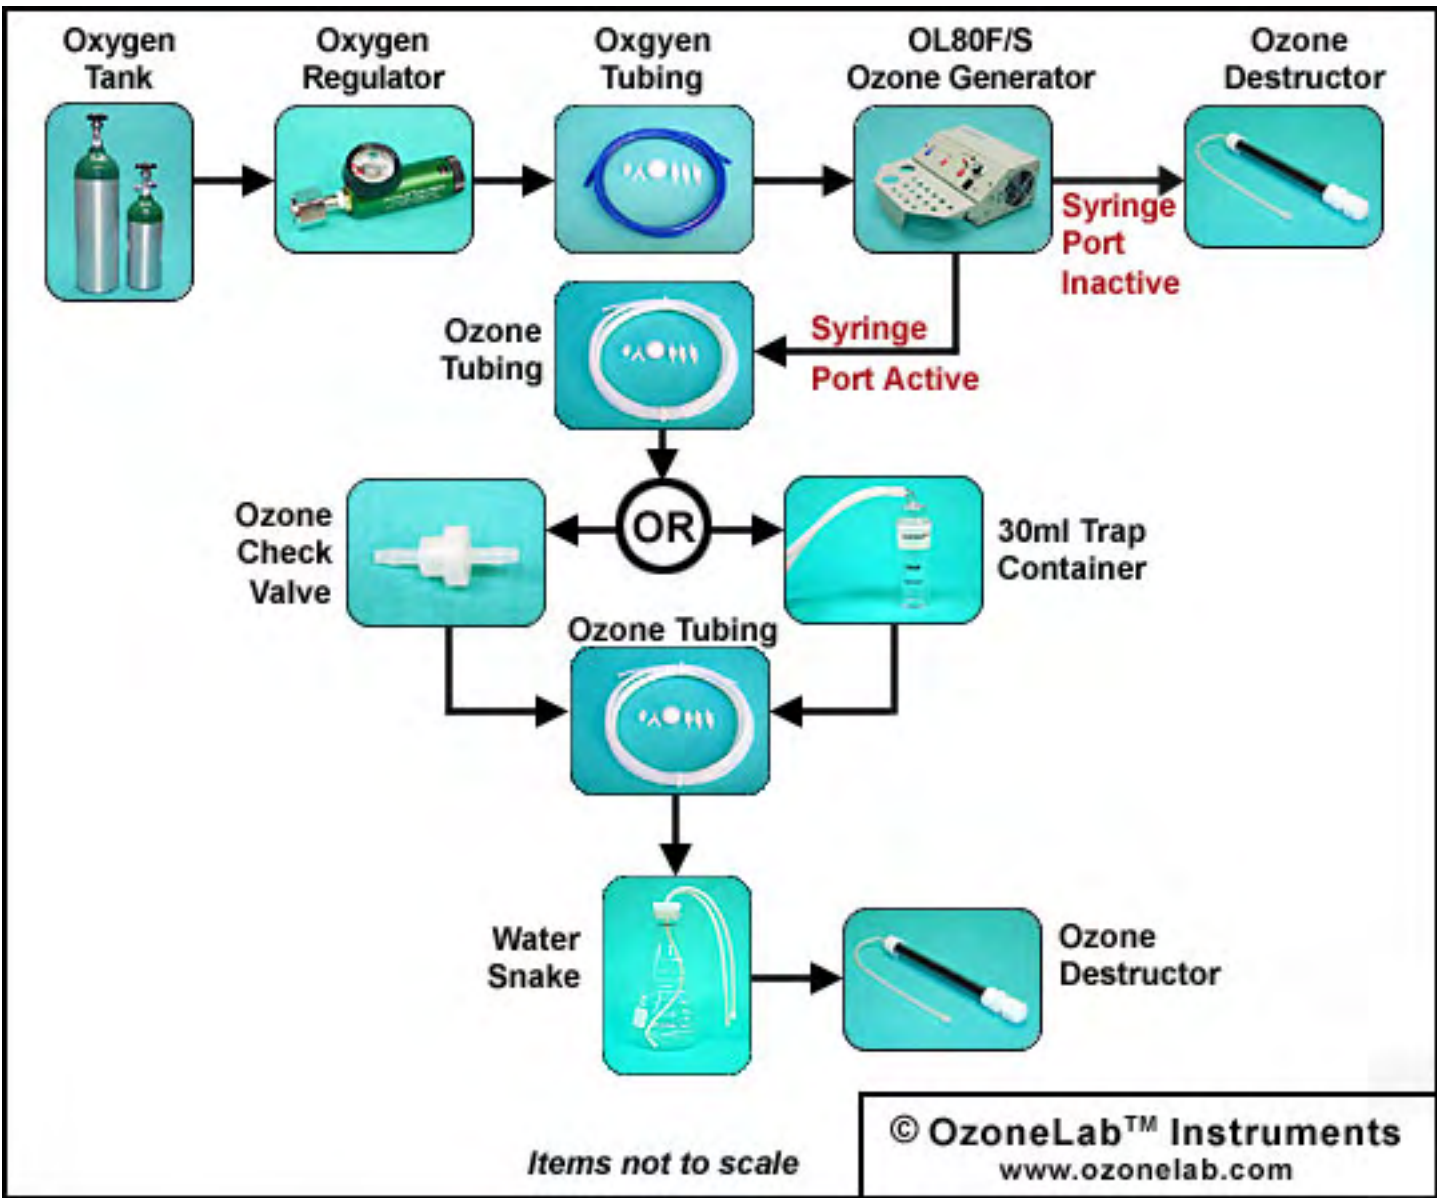 Oxygen
Tank
Oxygen
Regulator
Oxgyen
Tubing
OL80F/S
Ozone Generator
Ozone
Destructor
Syringe
Port
Inactive
Ozone
Tubing
Syringe
Port Active
Ozone
Check
Valve
OR
30ml Trap
Container
Ozone Tubing
Water
Snake
Ozone
Destructor
Items not to scale
© OzoneLab™ Instruments
www.ozonelab.com